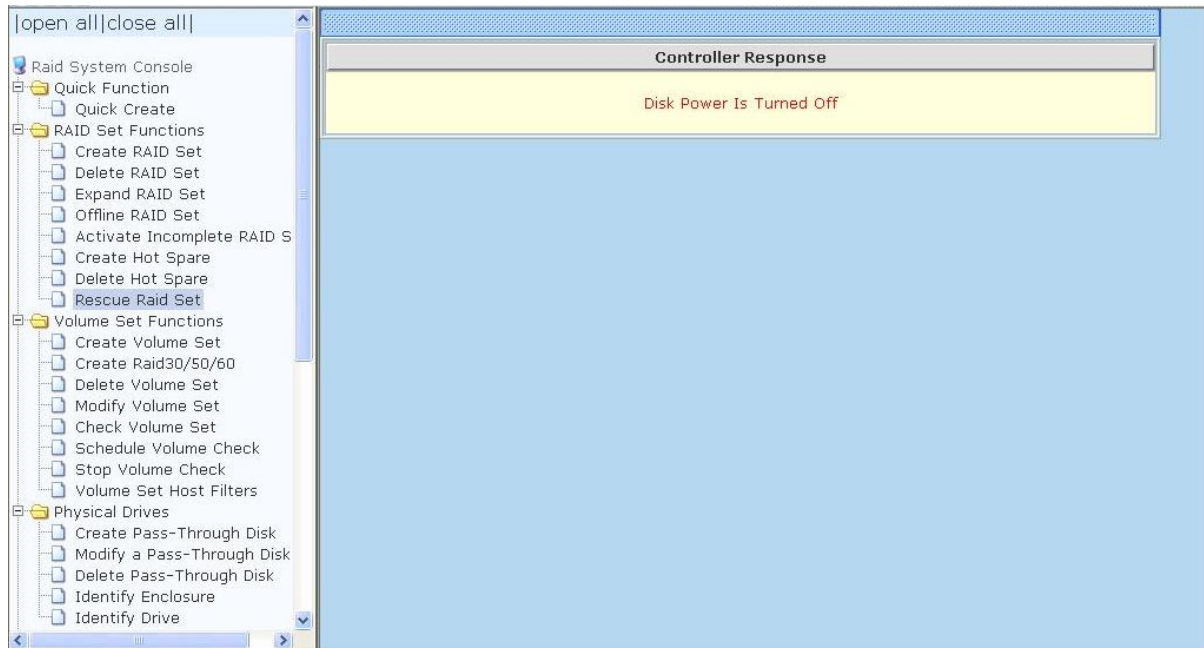 |open all|close all|
Raid System Console
Quick Function
Quick Create
RAID Set Functions
Create RAID Set
Delete RAID Set
Expand RAID Set
Offline RAID Set
Activate Incomplete RAID S
Create Hot Spare
Delete Hot Spare
Rescue Raid Set
Volume Set Functions
Create Volume Set
Create Raid30/50/60
Delete Volume Set
Modify Volume Set
Check Volume Set
Schedule Volume Check
Stop Volume Check
Volume Set Host Filters
Physical Drives
Create Pass-Through Disk
Modify a Pass-Through Disk
Delete Pass-Through Disk
Identify Enclosure
Identify Drive
Controller Response
Disk Power Is Turned Off